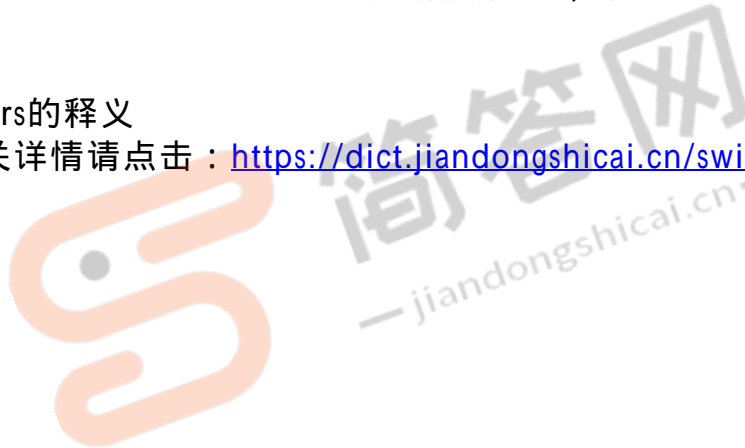 rs的释义
详情请点击：https://dict.jiandongshicai.cn/swi
简答网
jiandongshicai.cn